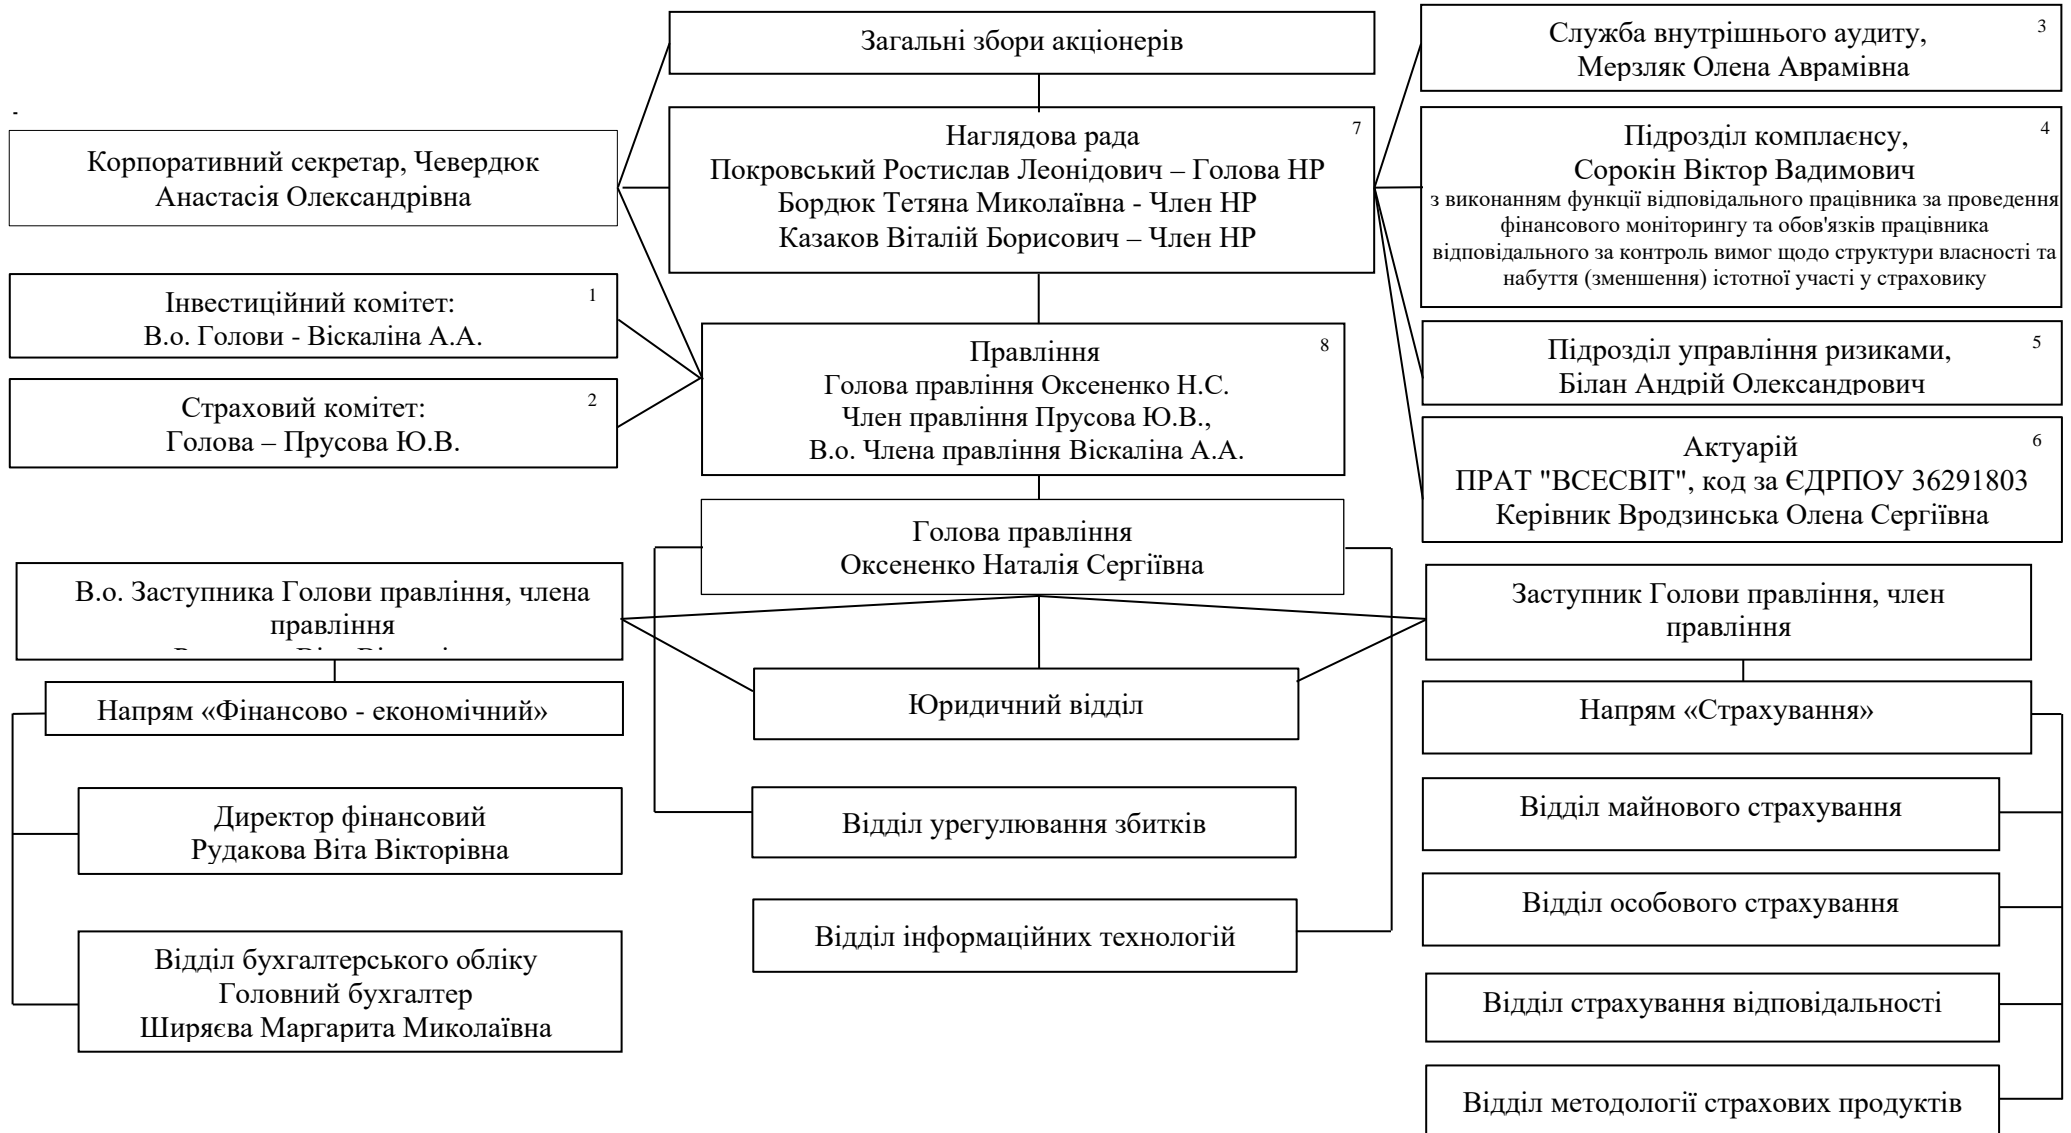 Загальні збори акціонерів
Служба внутрішнього аудиту,
3
Мерзляк Олена Аврамівна
-
Корпоративний секретар, Чевердюк
Анастасія Олександрівна
Наглядова рада
7
Покровський Ростислав Леонідович – Голова НР
Бордюк Тетяна Миколаївна - Член НР
Казаков Віталій Борисович – Член НР
Підрозділ комплаєнсу,
4
Сорокін Віктор Вадимович
з виконанням функції відповідального працівника за проведення
фінансового моніторингу та обов'язків працівника
відповідального за контроль вимог щодо структури власності та
набуття (зменшення) істотної участі у страховику
Інвестиційний комітет:
1
В.о. Голови - Віскаліна А.А.
Страховий комітет:
2
Голова – Прусова Ю.В.
Правління
8
Голова правління Оксененко Н.С.
Член правління Прусова Ю.В.,
В.о. Члена правління Віскаліна А.А.
Підрозділ управління ризиками,
5
Білан Андрій Олександрович
Актуарій
6
ПРАТ "ВСЕСВІТ", код за ЄДРПОУ 36291803
Керівник Вродзинська Олена Сергіївна
Голова правління
Оксененко Наталія Сергіївна
В.о. Заступника Голови правління, члена
правління
Заступник Голови правління, член
правління
Напрям «Фінансово - економічний»
Юридичний відділ
Напрям «Страхування»
Директор фінансовий
Рудакова Віта Вікторівна
Відділ урегулювання збитків
Відділ майнового страхування
Відділ бухгалтерського обліку
Головний бухгалтер
Ширяєва Маргарита Миколаївна
Відділ інформаційних технологій
Відділ особового страхування
Відділ страхування відповідальності
Відділ методології страхових продуктів